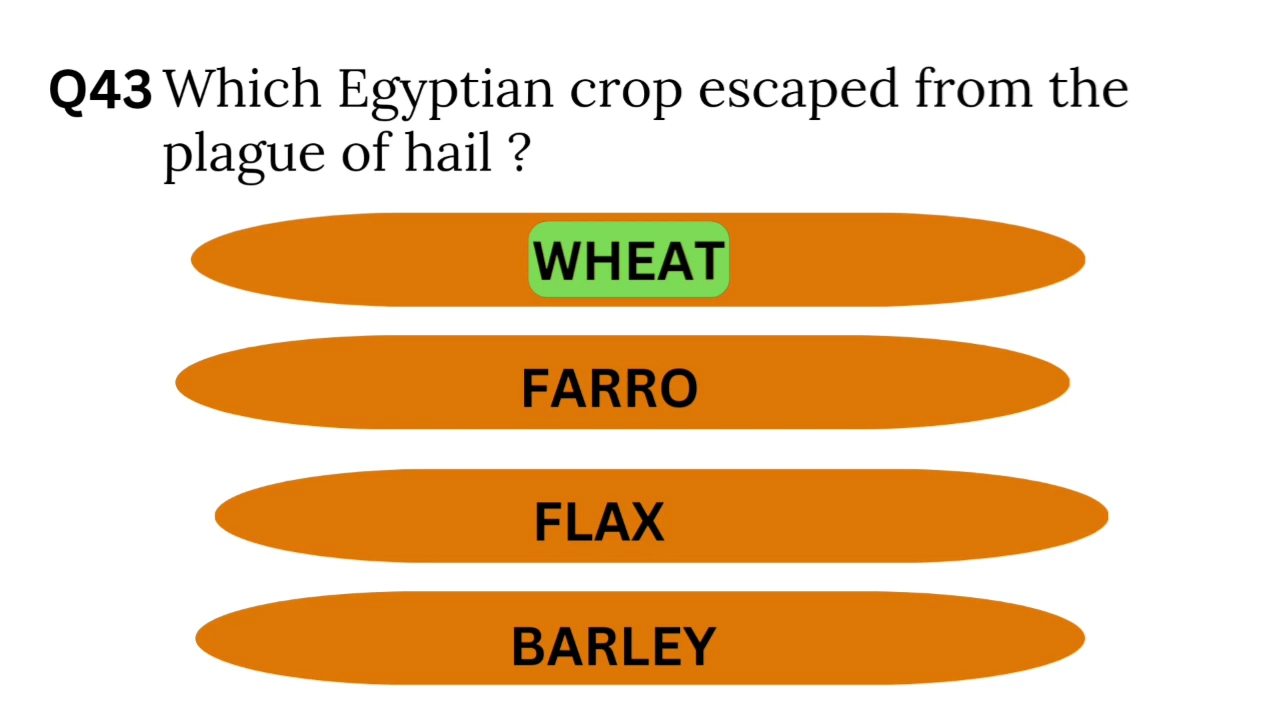 Q43 Which Egyptian crop escaped from the
plague of hail ?
WHEAT
FARRO
FLAX
BARLEY